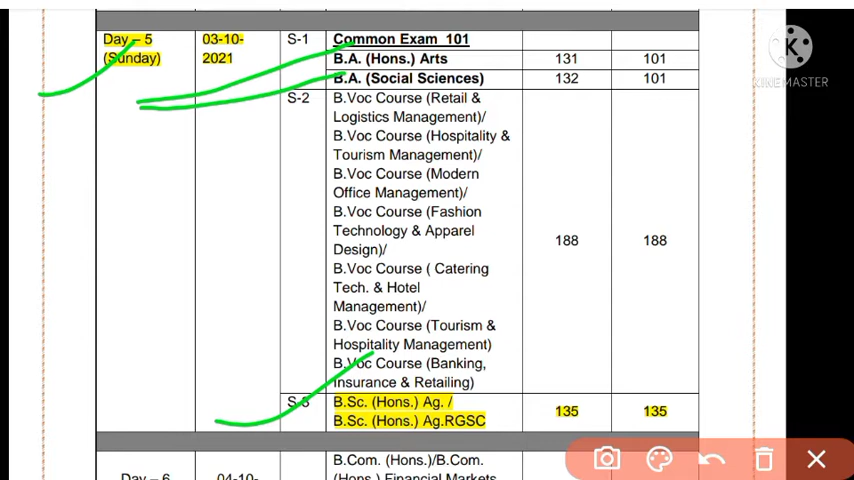 Day – 5
(Sunday)
03-10-
2021
S-1
Common Exam 101
B.A. (Hons.) Arts
131
101
B.A. (Social Sciences)
132
101
S-2
B.Voc Course (Retail &
Logistics Management)/
B.Voc Course (Hospitality &
Tourism Management)/
B.Voc Course (Modern
Office Management)/
B.Voc Course (Fashion
Technology & Apparel
Design)/
B.Voc Course ( Catering
Tech. & Hotel
Management)/
B.Voc Course (Tourism &
Hospitality Management)
B.Voc Course (Banking,
Insurance & Retailing)
188
188
S-3
B.Sc. (Hons.) Ag. /
B.Sc. (Hons.) Ag.RGSC
135
135
Day – 6
04-10-
B.Com. (Hons.)/B.Com.
(Hons.) Financial Markets
K
KINEMASTER